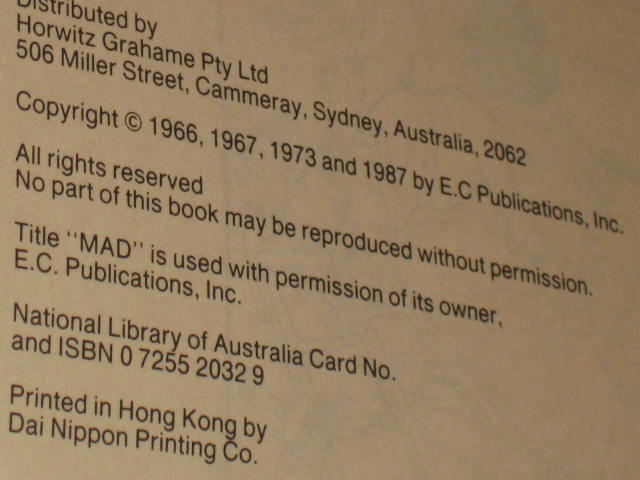 Distributed by
Horwitz Grahame Pty Ltd
506 Miller Street, Cammeray, Sydney, Australia, 2062
Copyright © 1966, 1967, 1973 and 1987 by E.C Publications, Inc.
All rights reserved
No part of this book may be reproduced without permission.
Title ‘‘MAD’’ is used with permission of its owner,
E.C. Publications, Inc.
National Library of Australia Card No.
and ISBN 0 7255 2032 9
Printed in Hong Kong by
Dai Nippon Printing Co.